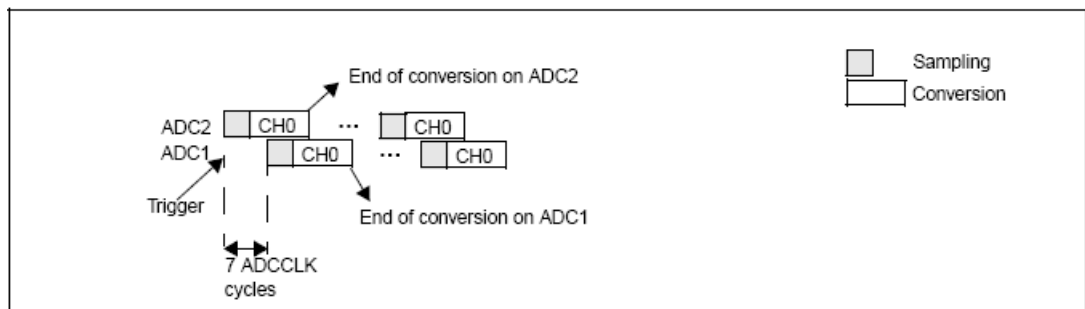 End of conversion on ADC2
Sampling
Conversion
ADC2
CH0
...
CH0
ADC1
CH0
...
CH0
Trigger
End of conversion on ADC1
7 ADCCLK
cycles